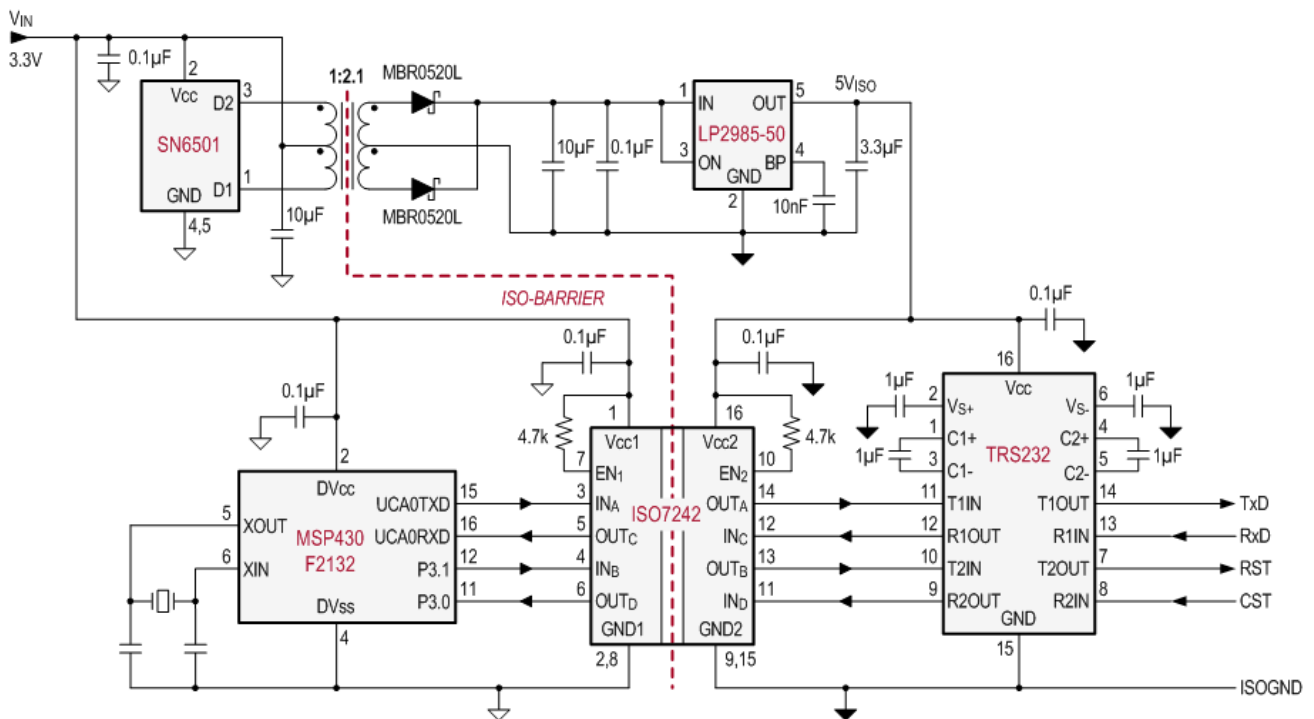 VIN
3.3V
0.1µF
2
Vcc
3
D2
SN6501
1
D1
GND
4,5
10µF
1:2.1
MBR0520L
MBR0520L
10µF
0.1µF
1
IN
OUT
5
LP2985-50
3
ON
BP
4
GND
2
10nF
5VISO
3.3µF
ISO-BARRIER
0.1µF
2
DVcc
5
XOUT
6
XIN
MSP430
F2132
DVss
4
UCA0TXD
15
UCA0RXD
16
P3.1
12
P3.0
11
0.1µF
4.7k
1
Vcc1
7
EN1
3
INA
5
OUTC
4
INB
6
OUTD
GND1
2,8
ISO7242
0.1µF
4.7k
16
Vcc2
EN2
10
OUTA
14
INC
12
OUTB
13
IND
11
GND2
9,15
0.1µF
16
Vcc
1µF
2
VS+
1
C1+
1µF
3
C1-
TRS232
VS-
6
1µF
C2+
4
C2-
5
1µF
11
T1IN
T1OUT
14
TxD
12
R1OUT
R1IN
13
RxD
10
T2IN
T2OUT
7
RST
9
R2OUT
R2IN
8
CST
GND
15
ISOGND